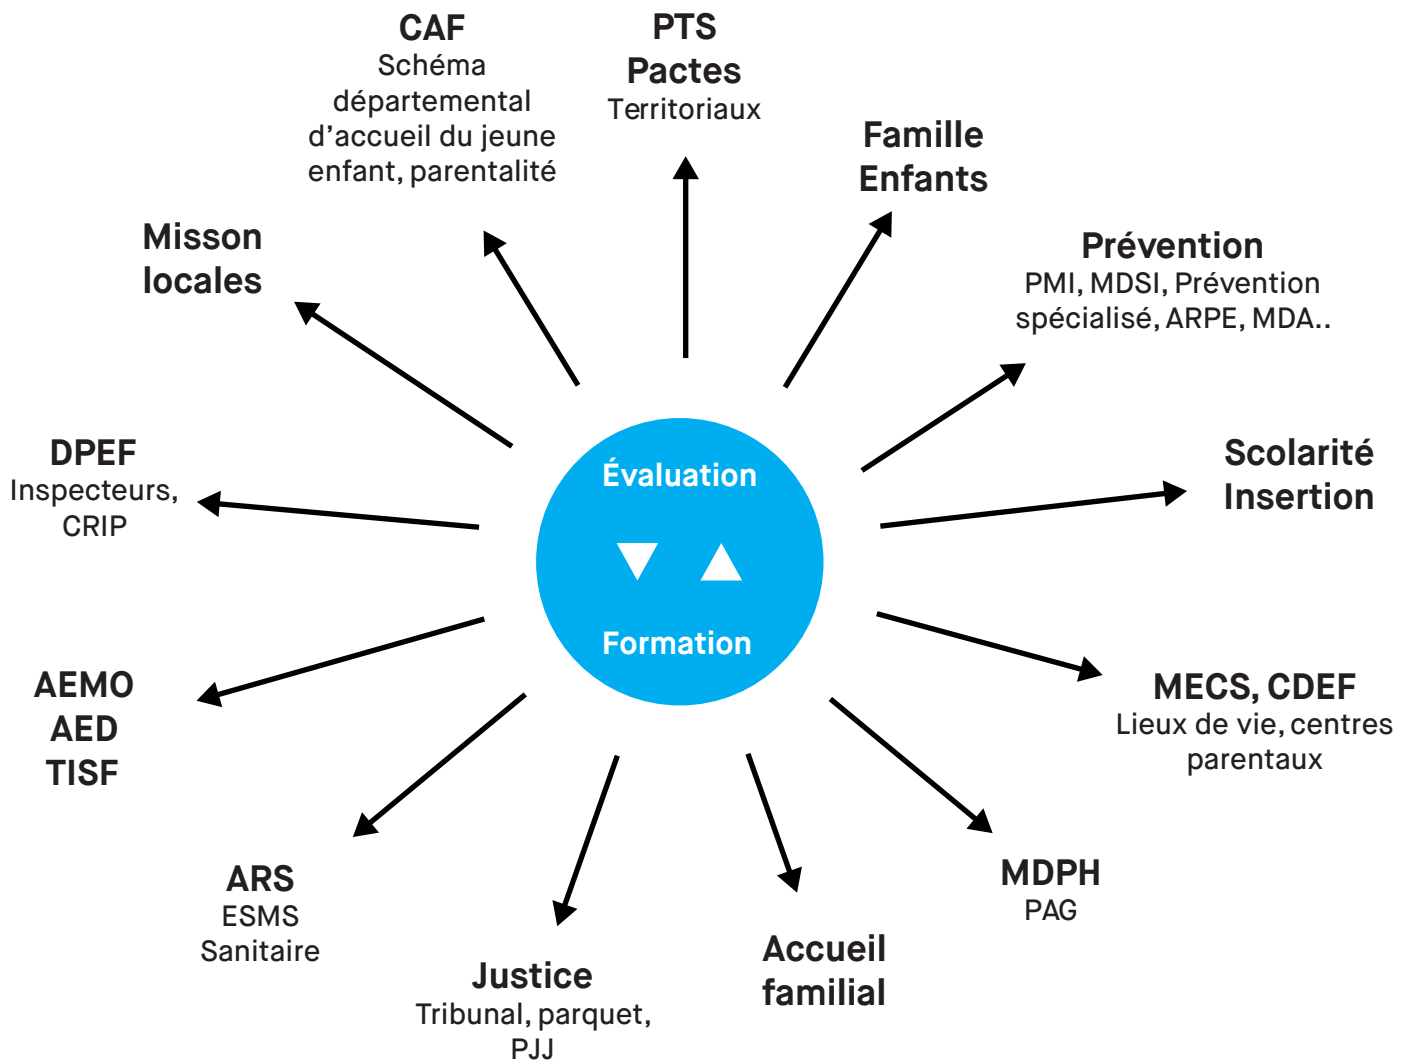 CAF
Schéma
départemental
d'accueil du jeune
enfant, parentalité
PTS
Pactes
Territoriaux
Famille
Enfants
Prévention
PMI, MDSI, Prévention
spécialisé, ARPE, MDA..
Scolarité
Insertion
MECS, CDEF
Lieux de vie, centres
parentaux
MDPH
PAG
Accueil
familial
Justice
Tribunal, parquet,
PJJ
ARS
ESMS
Sanitaire
AEMO
AED
TISF
DPEF
Inspecteurs,
CRIP
Misson
locales
Évaluation
Formation